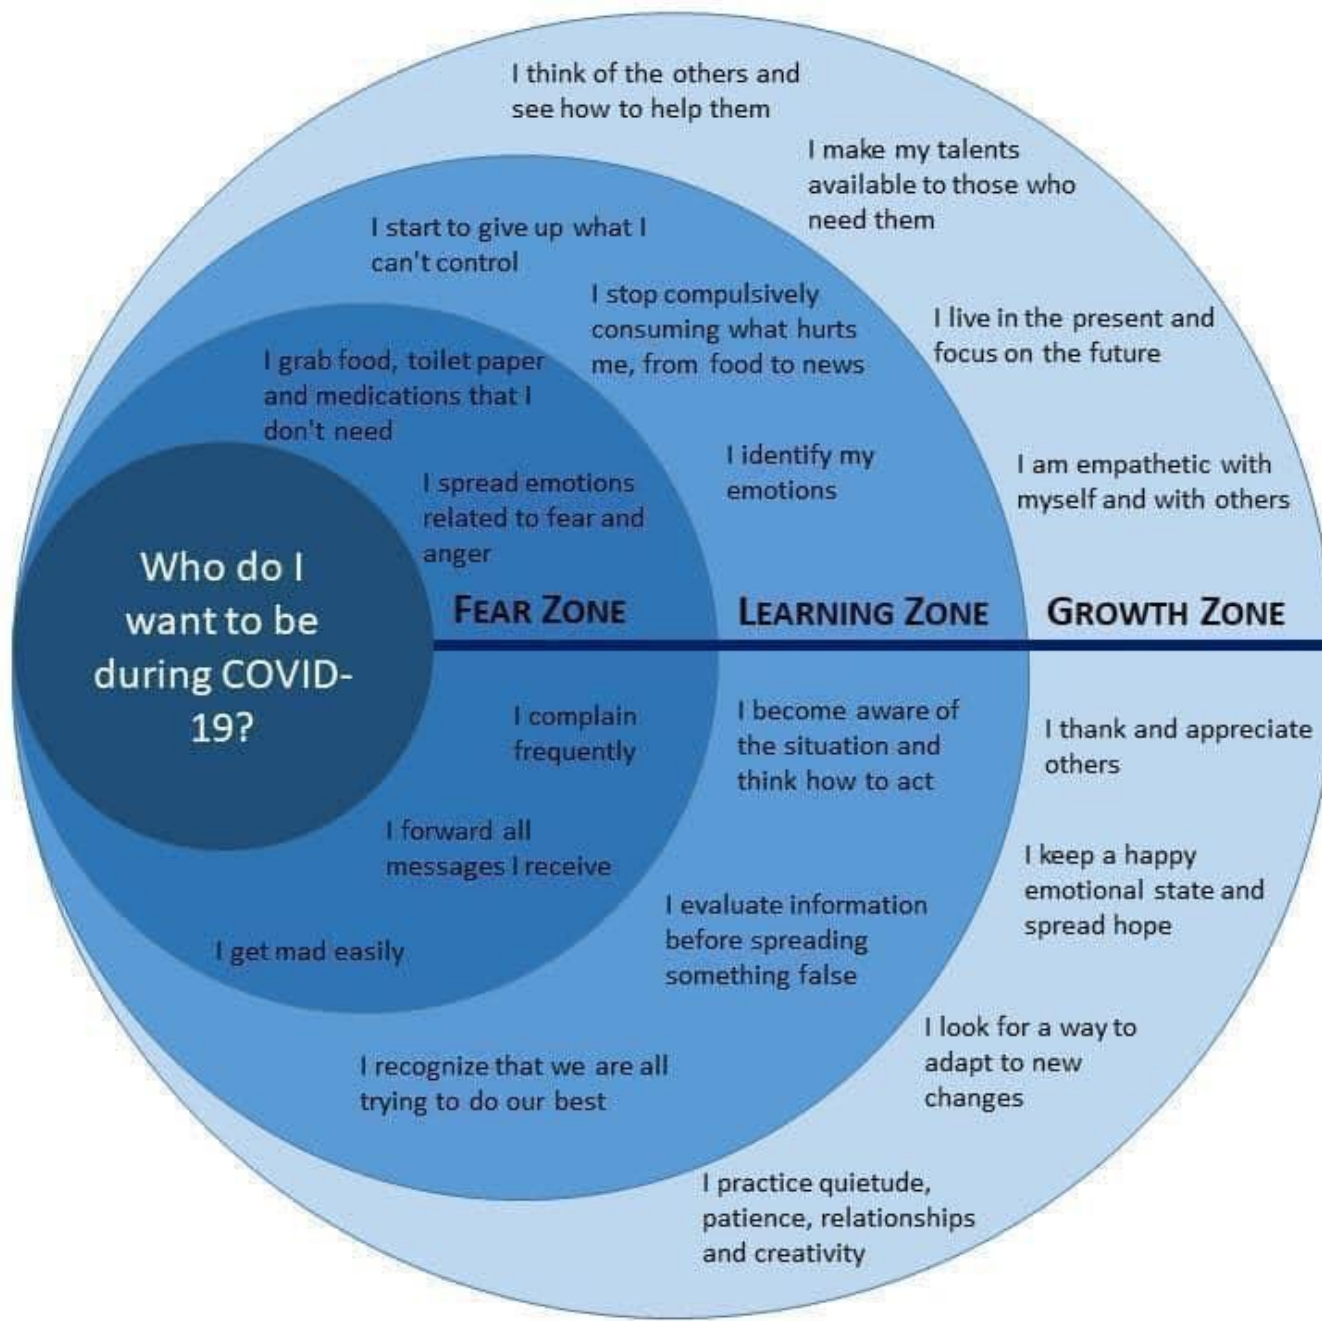 I think of the others and
see how to help them
I make my talents
available to those who
need them
I start to give up what I
can't control
I stop compulsively
consuming what hurts
me, from food to news
I live in the present and
focus on the future
I grab food, toilet paper
and medications that I
don't need
I identify my
emotions
I am empathetic with
myself and with others
I spread emotions
related to fear and
anger
Who do I
want to be
during COVID-
19?
FEAR ZONE
LEARNING ZONE
GROWTH ZONE
I complain
frequently
I become aware of
the situation and
think how to act
I thank and appreciate
others
I forward all
messages I receive
I keep a happy
emotional state and
spread hope
I evaluate information
before spreading
something false
I get mad easily
I look for a way to
adapt to new
changes
I recognize that we are all
trying to do our best
I practice quietude,
patience, relationships
and creativity